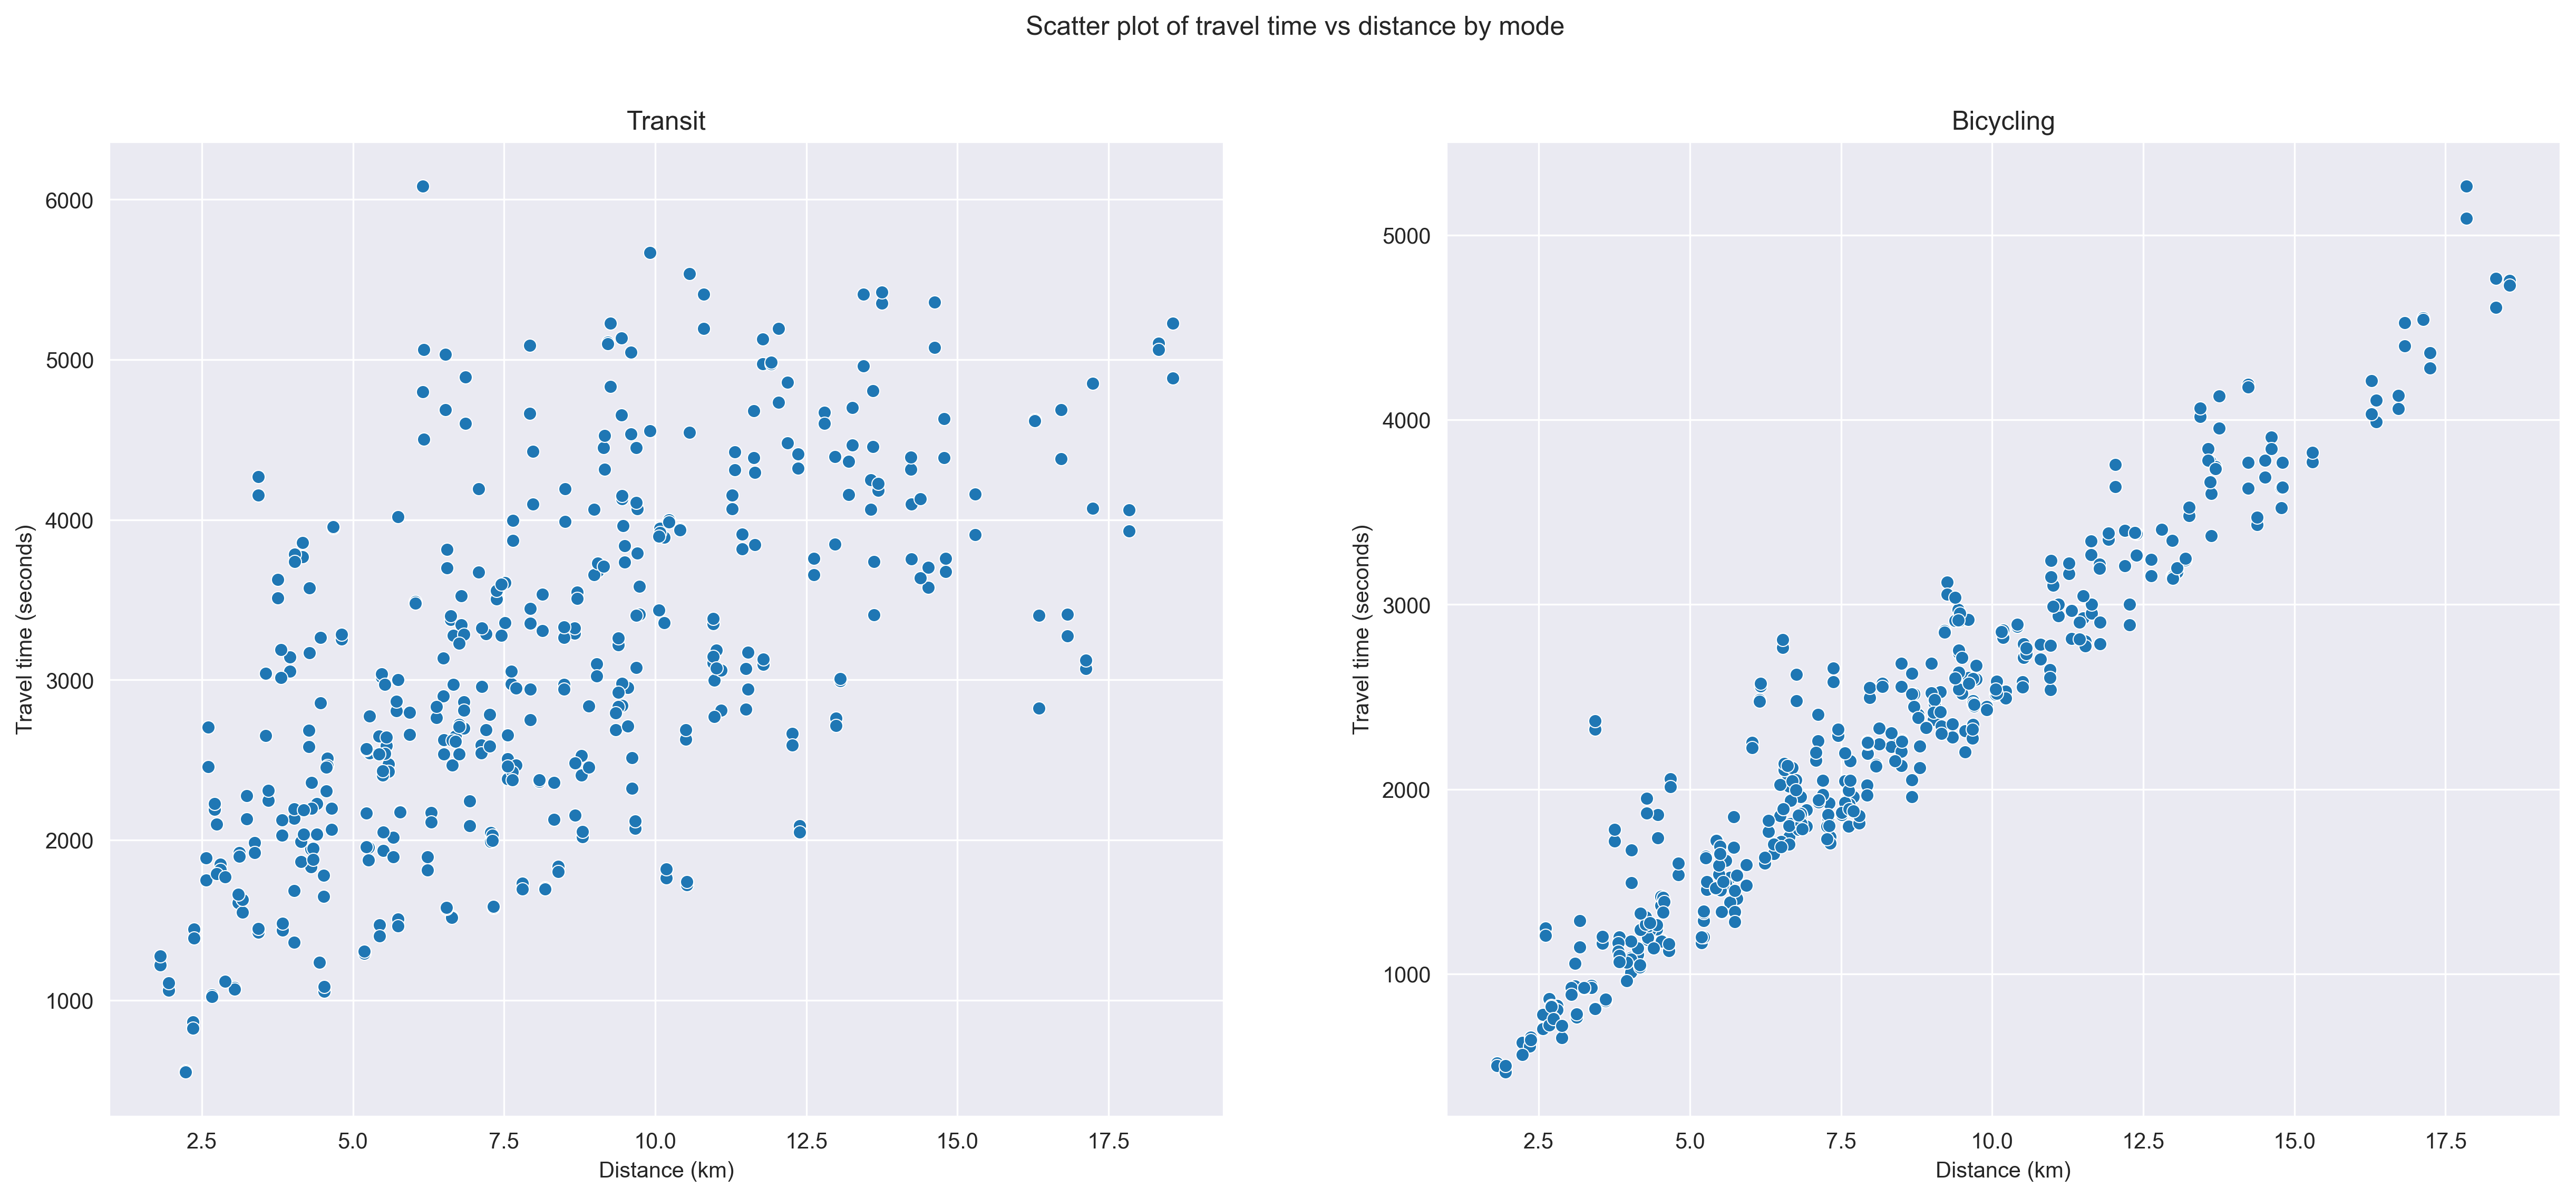 Scatter plot of travel time vs distance by mode
Transit
6000
5000
4000
3000
2000
1000
Travel time (seconds)
2.5 5.0 7.5 10.0 12.5 15.0 17.5
Distance (km)
Bicycling
5000
4000
3000
2000
1000
Travel time (seconds)
2.5 5.0 7.5 10.0 12.5 15.0 17.5
Distance (km)